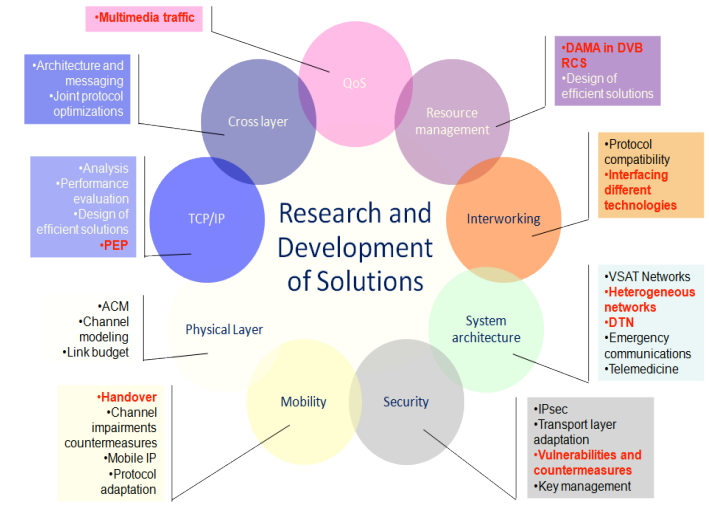 •Multimedia traffic
QoS
•DAMA in DVB
RCS
•Design of
efficient solutions
Resource
management
•Architecture and
messaging
•Joint protocol
optimizations
Cross layer
•Protocol
compatibility
•Interfacing
different
technologies
Interworking
•Analysis
•Performance
evaluation
•Design of
efficient solutions
•PEP
TCP/IP
Research and
Development
of Solutions
•VSAT Networks
•Heterogeneous
networks
•DTN
•Emergency
communications
•Telemedicine
System
architecture
•ACM
•Channel
modeling
•Link budget
Physical Layer
•Handover
•Channel
impairments
countermeasures
•Mobile IP
•Protocol
adaptation
Mobility
Security
•IPsec
•Transport layer
adaptation
•Vulnerabilities and
countermeasures
•Key management